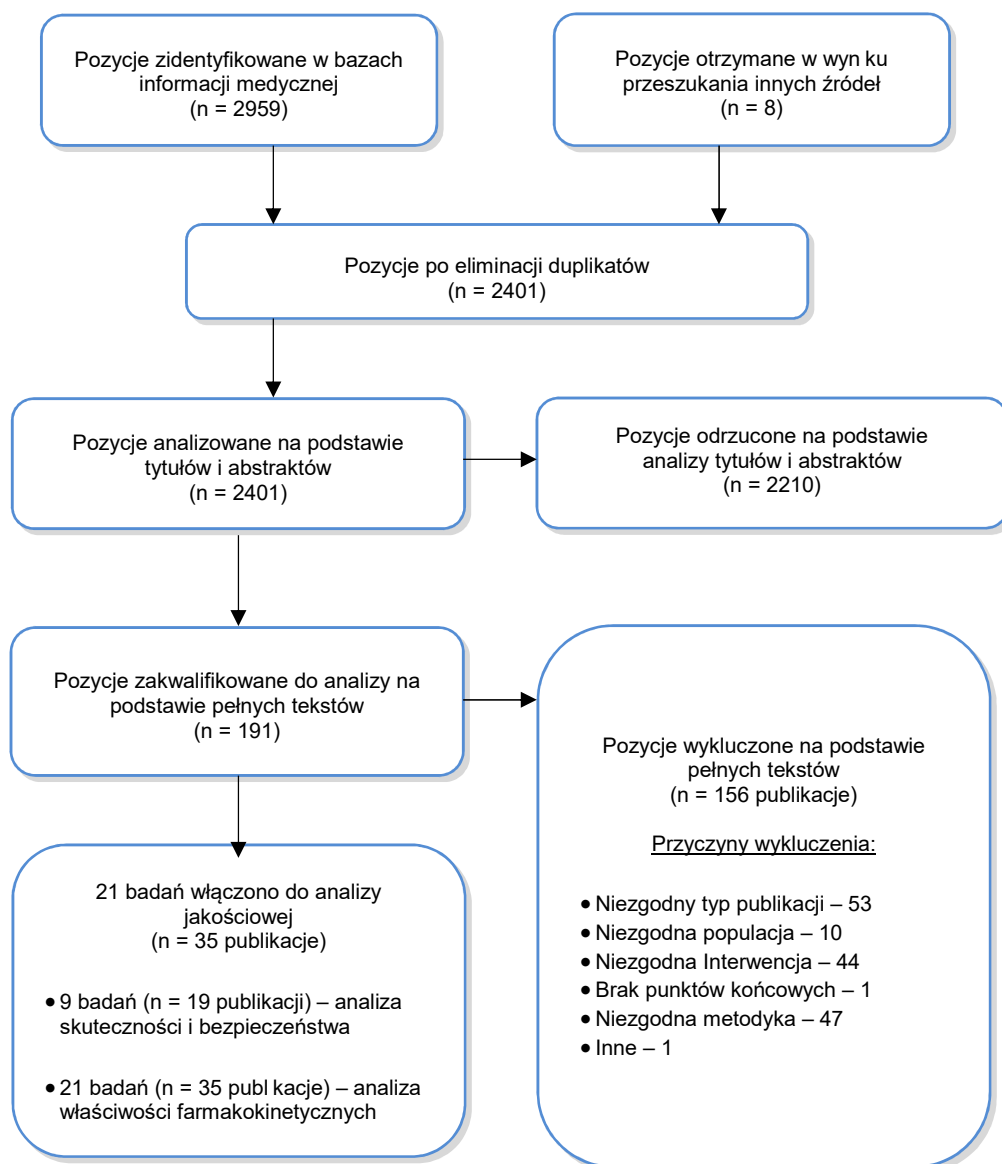 Pozycje zidentyfikowane w bazach
informacji medycznej
(n = 2959)
Pozycje otrzymane w wyn ku
przeszukania innych źródeł
(n = 8)
Pozycje po eliminacji duplikatów
(n = 2401)
Pozycje analizowane na podstawie
tytułów i abstraktów
(n = 2401)
Pozycje odrzucone na podstawie
analizy tytułów i abstraktów
(n = 2210)
Pozycje zakwalifikowane do analizy na
podstawie pełnych tekstów
(n = 191)
Pozycje wykluczone na podstawie
pełnych tekstów
(n = 156 publikacje)
Przyczyny wykluczenia:
• Niezgodny typ publikacji – 53
• Niezgodna populacja – 10
• Niezgodna Interwencja – 44
• Brak punktów końcowych – 1
• Niezgodna metodyka – 47
• Inne – 1
21 badań włączono do analizy
jakościowej
(n = 35 publikacje)
• 9 badań (n = 19 publikacji) – analiza
skuteczności i bezpieczeństwa
• 21 badań (n = 35 publ kacje) – analiza
właściwości farmakokinetycznych